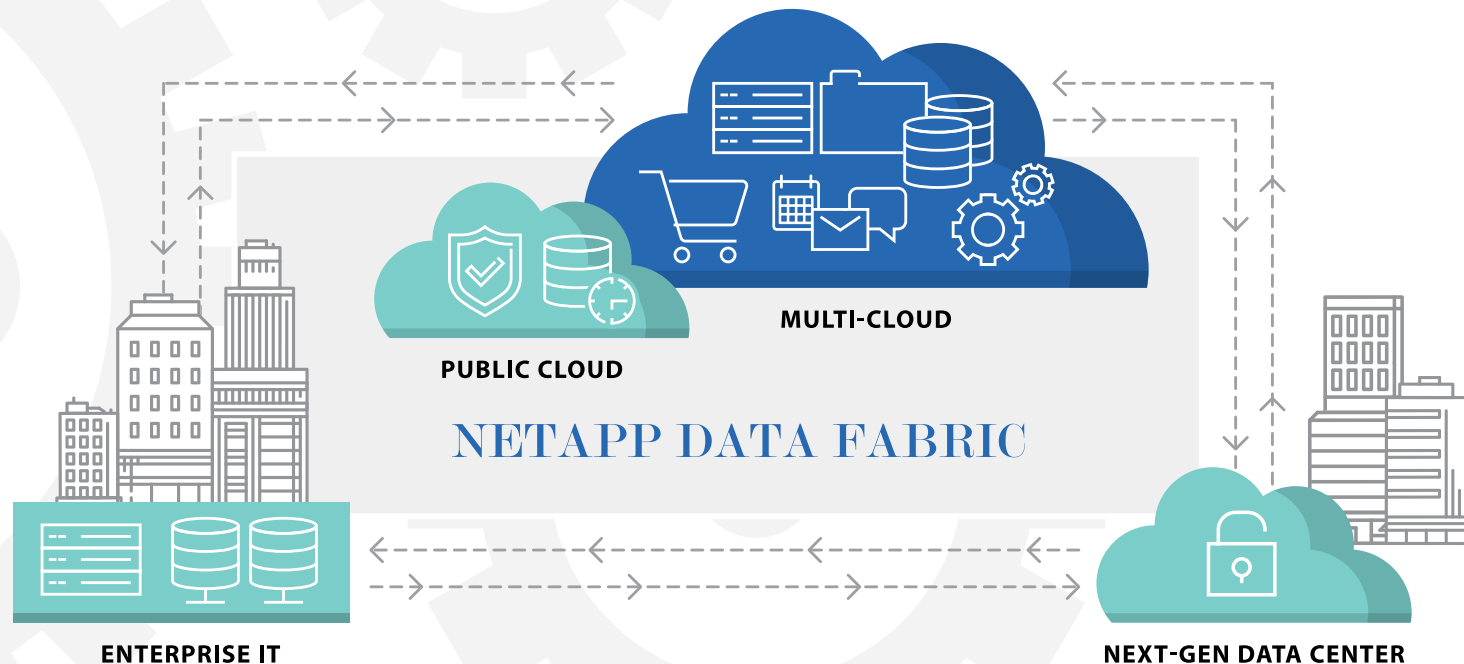 MULTI-CLOUD
PUBLIC CLOUD
NETAPP DATA FABRIC
ENTERPRISE IT
NEXT-GEN DATA CENTER